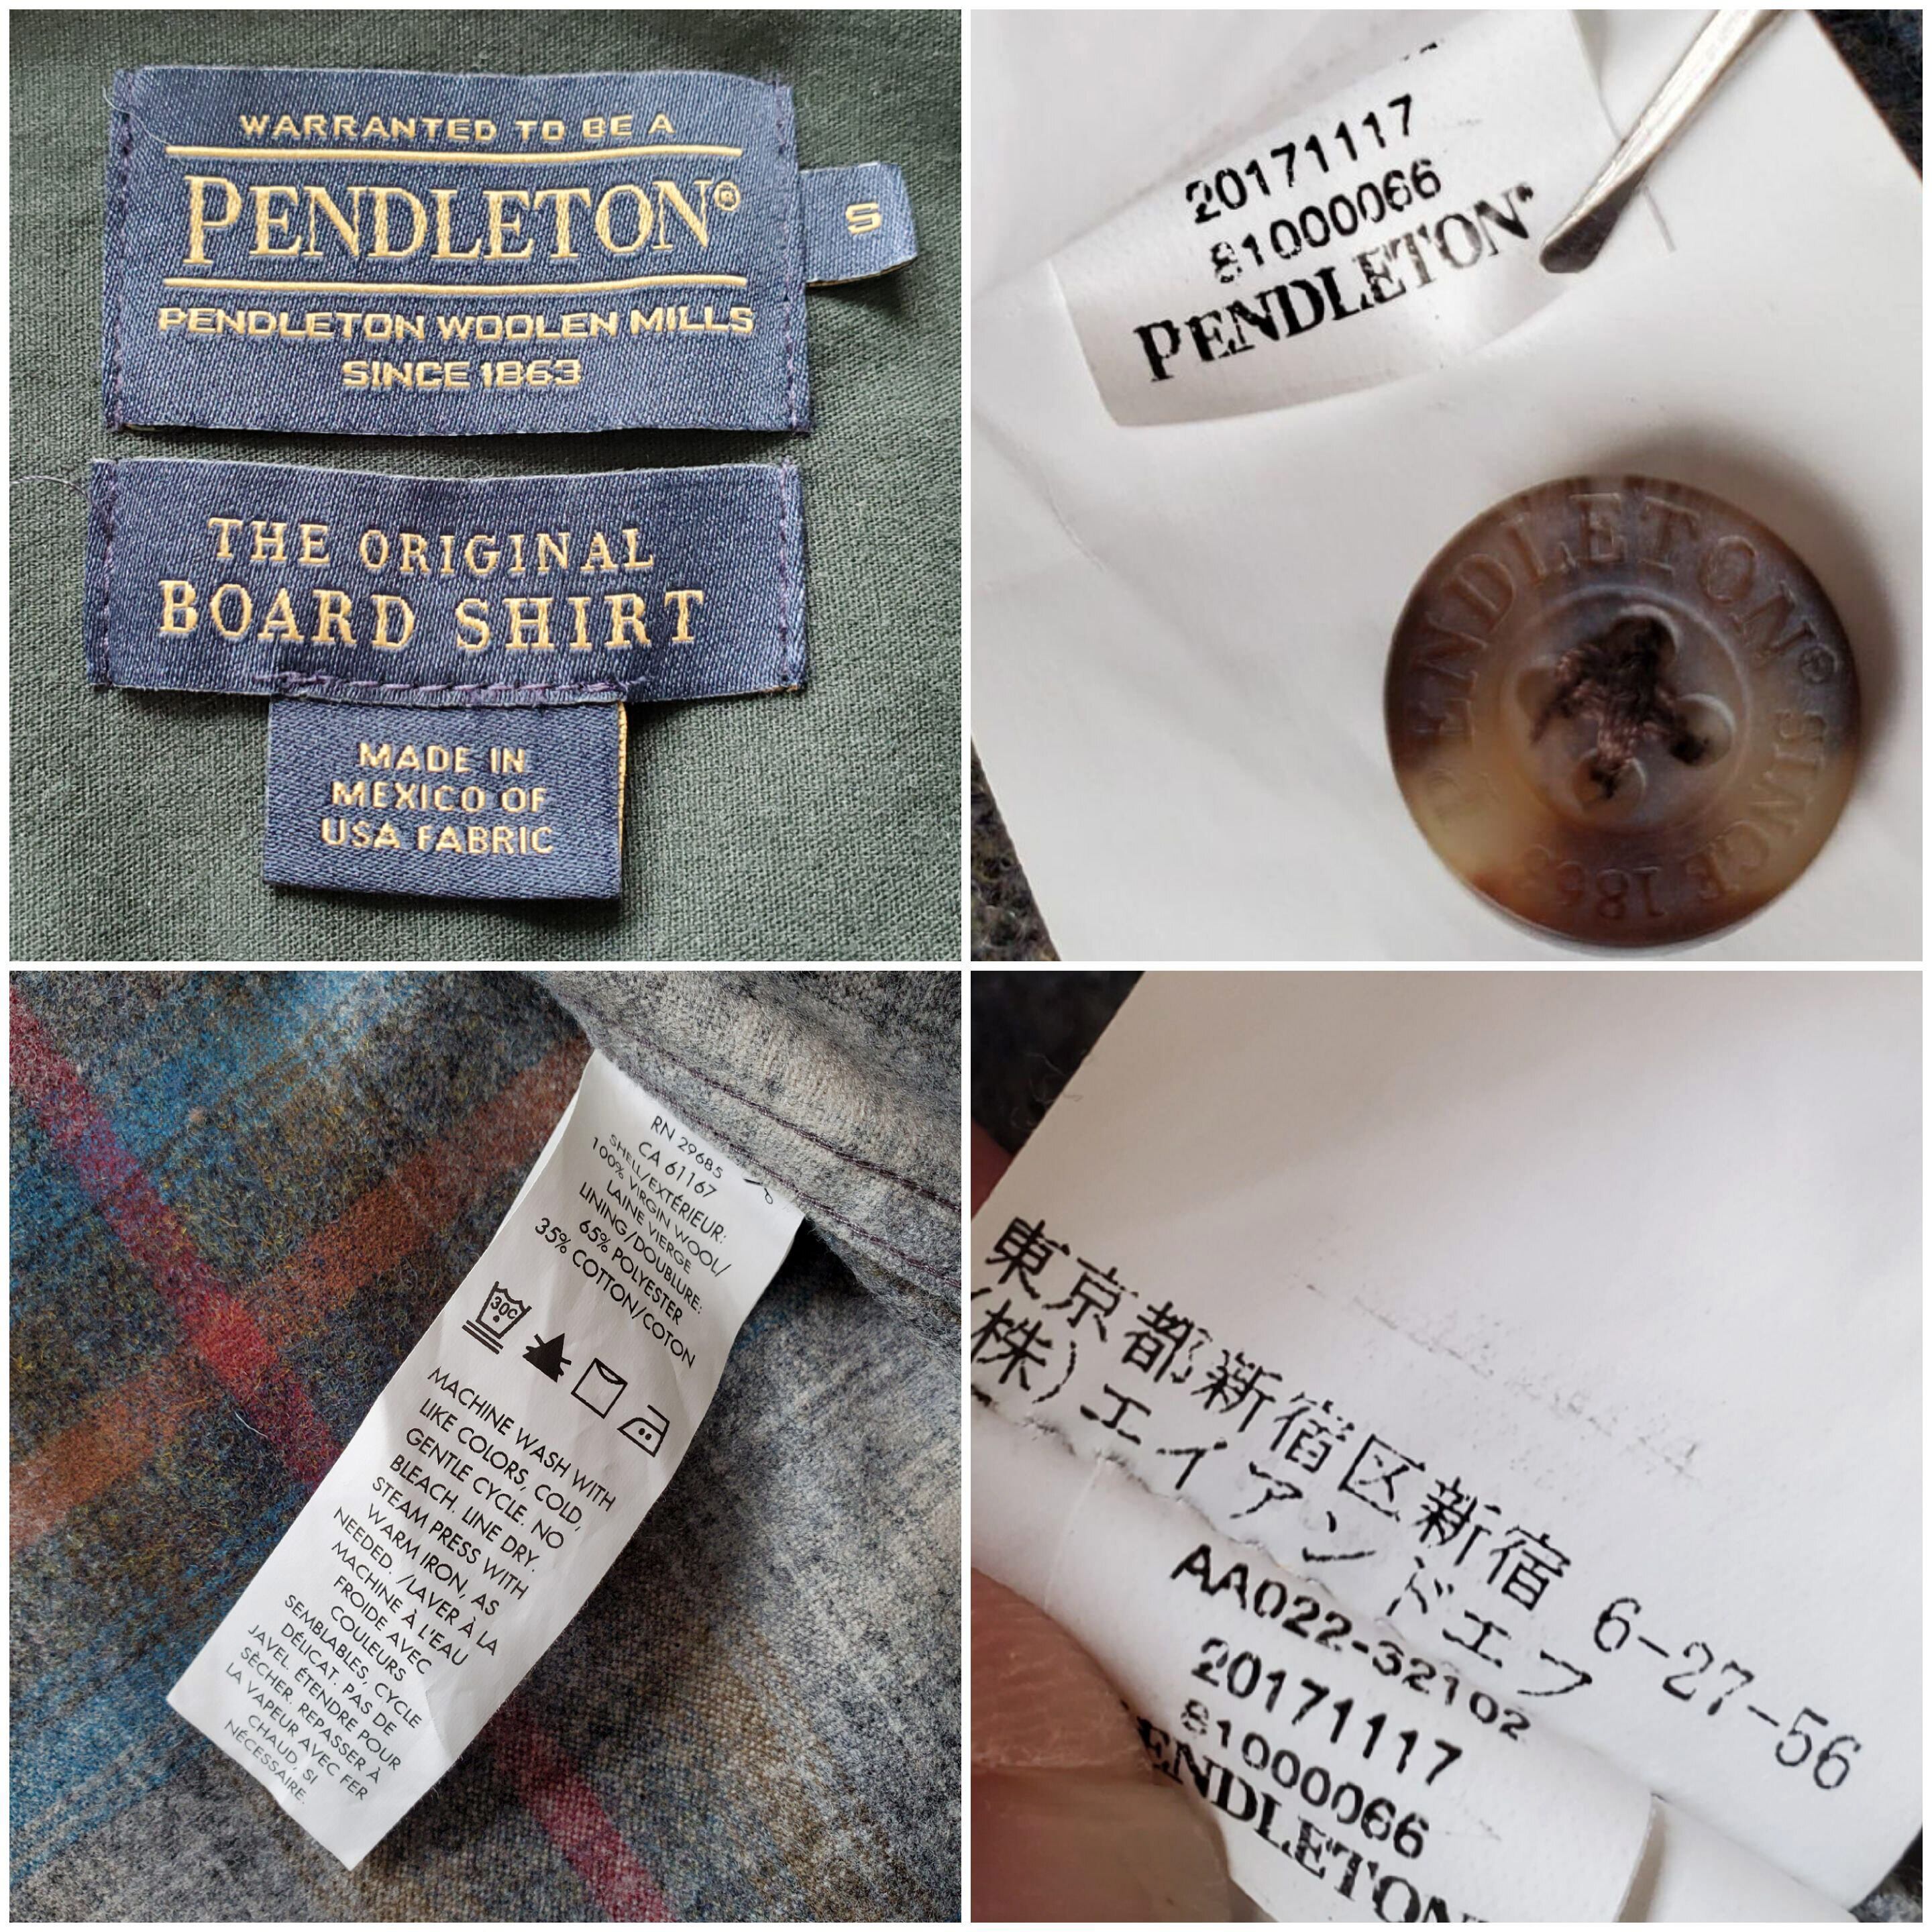 WARRANTED TO BE A
PENDLETON®
S
PENDLETON WOOLEN MILLS
SINCE 1863
THE ORIGINAL
BOARD SHIRT
MADE IN
MEXICO OF
USA FABRIC
20171117
81000066
PENDLETON®
PENDLETON® SINCE 1863
RN 29685
CA 61167
SHELL/EXTÉRIEUR:
100% VIRGIN WOOL/
LAINE VIERGE
LINING/DOUBLURE:
65% POLYESTER
35% COTTON/COTON
30C
MACHINE WASH WITH
LIKE COLORS, COLD,
GENTLE CYCLE. NO
BLEACH. LINE DRY.
STEAM PRESS WITH
WARM IRON, AS
NEEDED. /LAVER À LA
MACHINE À L'EAU
FROIDE AVEC
COULEURS
SEMBLABLES, CYCLE
DÉLICAT. PAS DE
JAVEL. ÉTENDRE POUR
SÈCHER. REPASSER À
LA VAPEUR AVEC FER
CHAUD, SI
NÉCESSAIRE.
東京都新宿区新宿 6-27-56
(株)エイアンドエフ
AA022-32102
20171117
81000066
ENDLETON